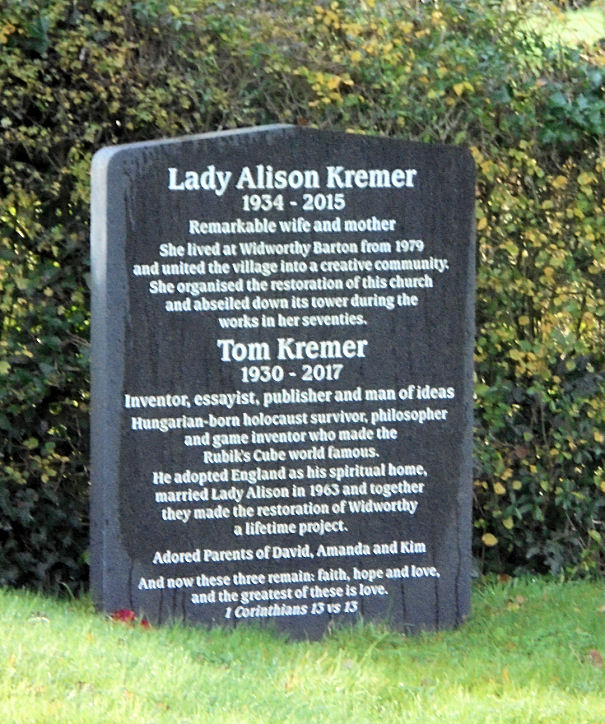 Lady Alison Kremer
1934 - 2015
Remarkable wife and mother
She lived at Widworthy Barton from 1979
and united the village into a creative community.
She organised the restoration of this church
and abseiled down its tower during the
works in her seventies.
Tom Kremer
1930 - 2017
Inventor, essayist, publisher and man of ideas
Hungarian-born holocaust survivor, philosopher
and game inventor who made the
Rubik's Cube world famous.
He adopted England as his spiritual home,
married Lady Alison in 1963 and together
they made the restoration of Widworthy
a lifetime project.
Adored Parents of David, Amanda and Kim
And now these three remain: faith, hope and love,
and the greatest of these is love.
1 Corinthians 13 vs 13